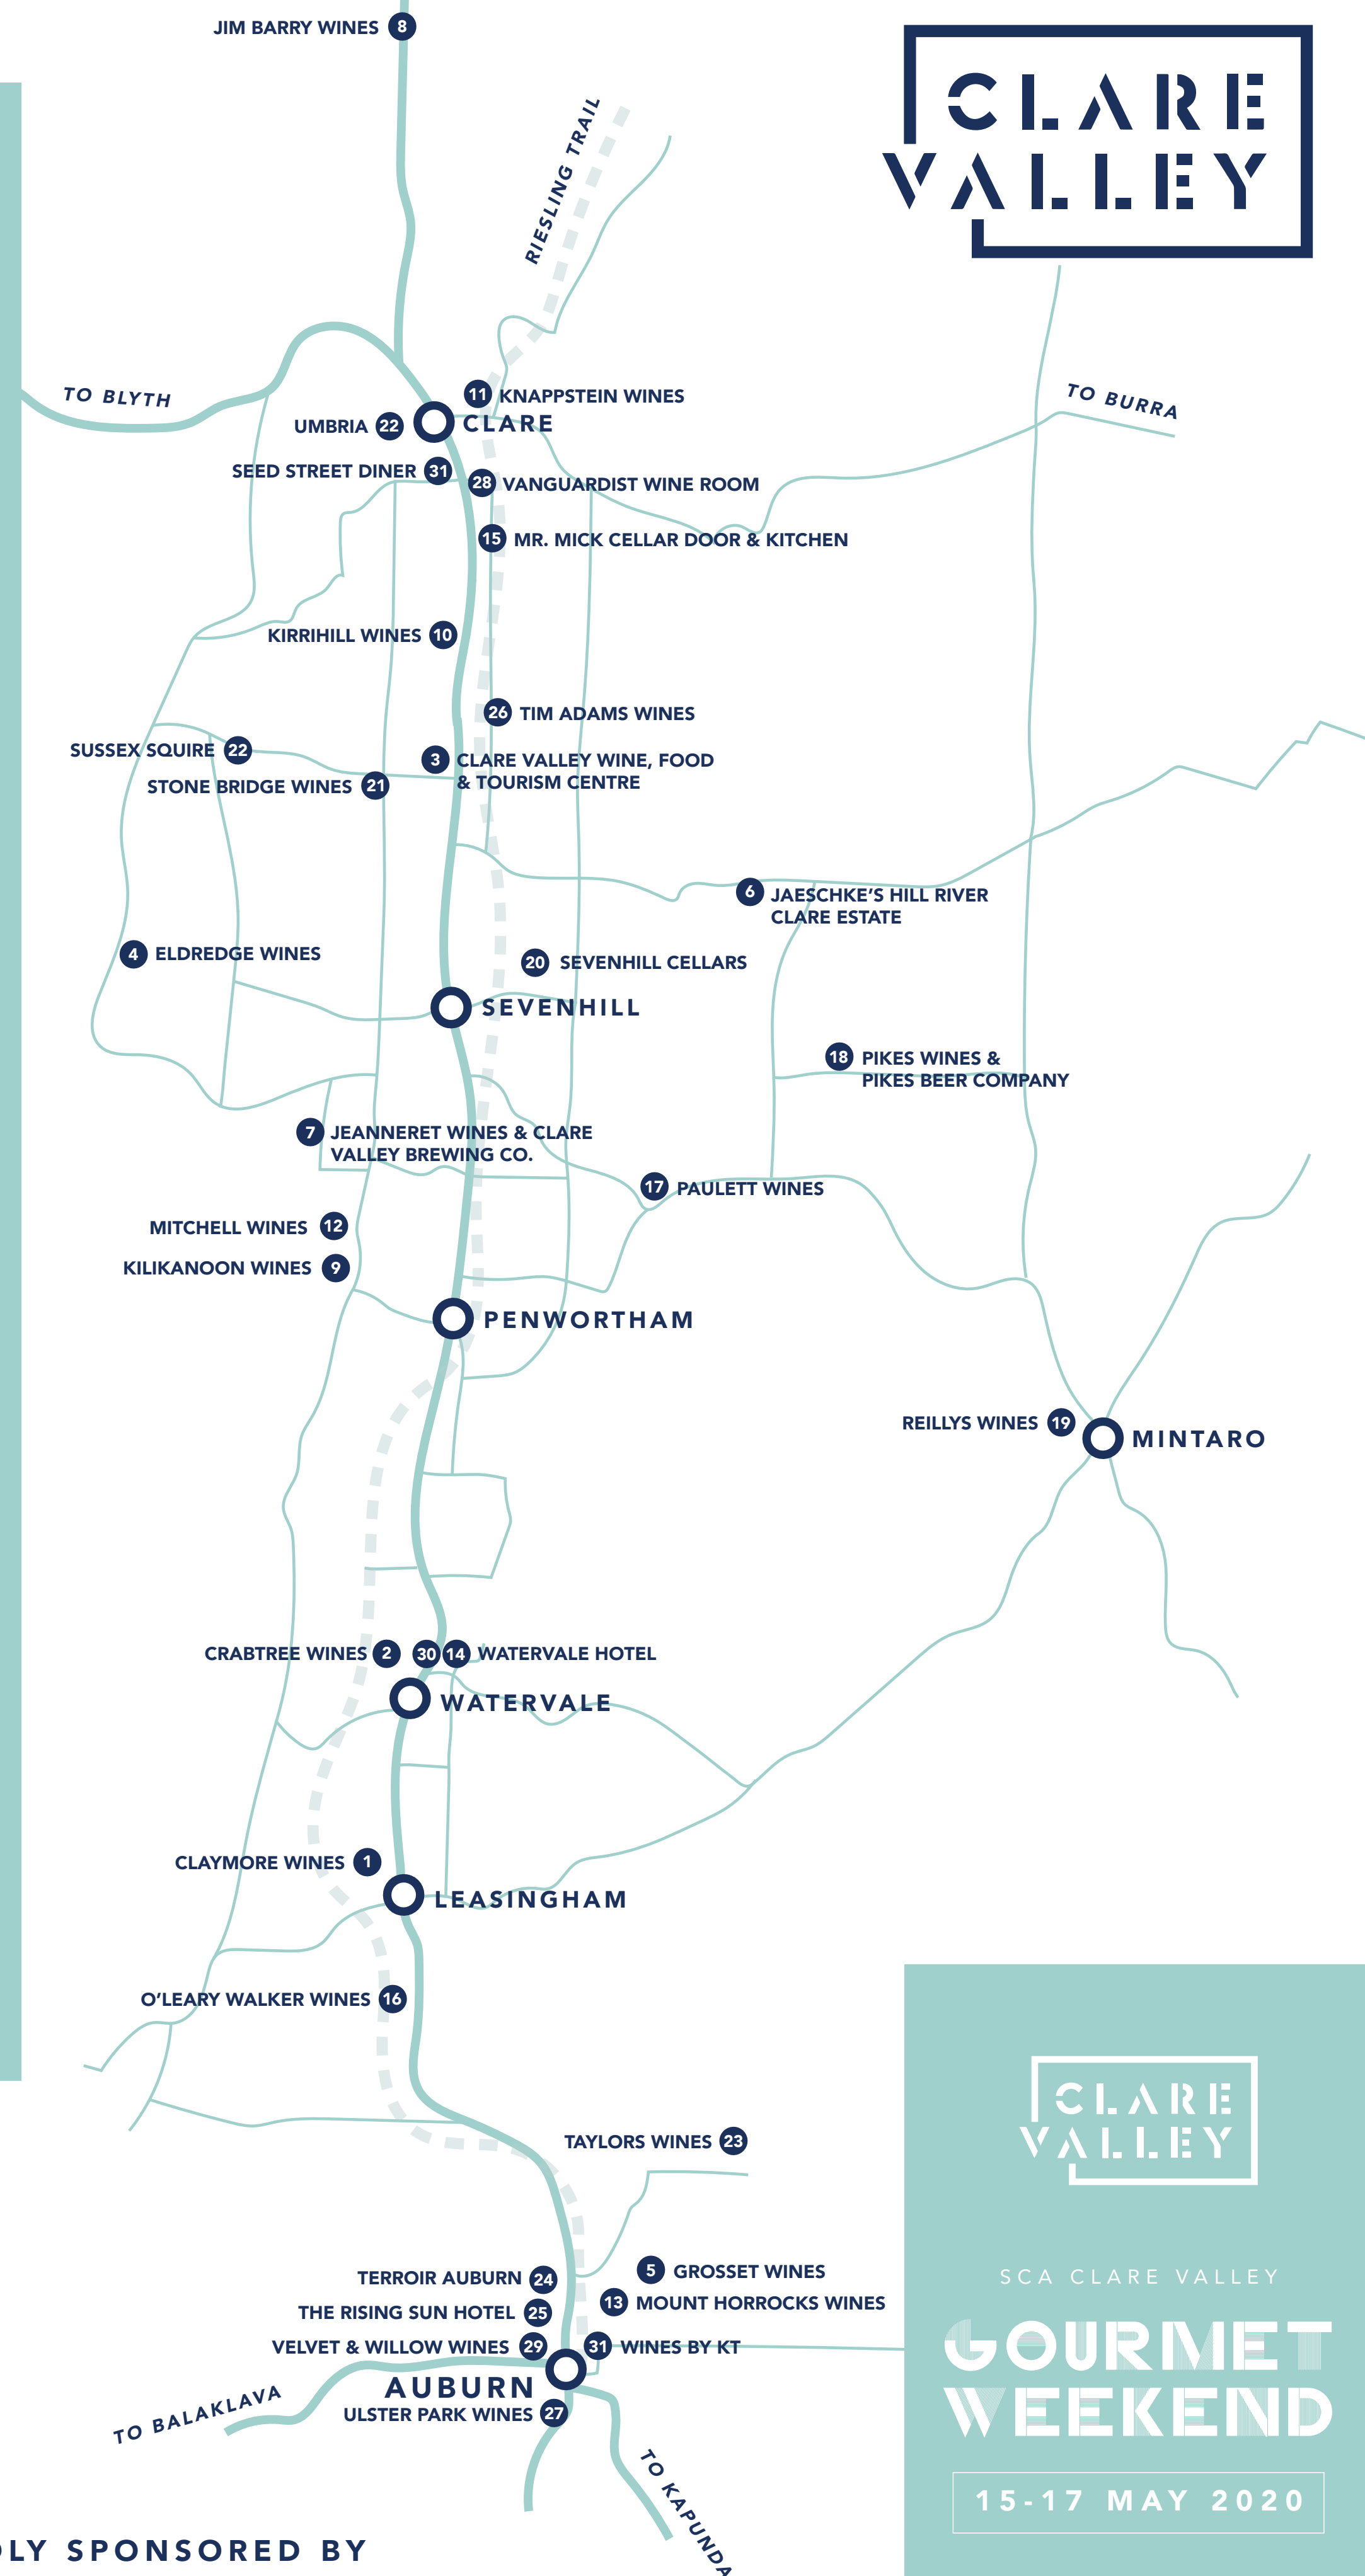 JIM BARRY WINES 8
CLARE
VALLEY
RIESLING TRAIL
TO BLYTH
TO BURRA
11 KNAPPSTEIN WINES
UMBRIA 22
CLARE
SEED STREET DINER 31
28 VANGUARDIST WINE ROOM
15 MR. MICK CELLAR DOOR & KITCHEN
KIRRIHILL WINES 10
26 TIM ADAMS WINES
SUSSEX SQUIRE 22
3 CLARE VALLEY WINE, FOOD
& TOURISM CENTRE
STONE BRIDGE WINES 21
6 JAESCHKE’S HILL RIVER
CLARE ESTATE
4 ELDREDGE WINES
20 SEVENHILL CELLARS
SEVENHILL
18 PIKES WINES &
PIKES BEER COMPANY
7 JEANNERET WINES & CLARE
VALLEY BREWING CO.
17 PAULETT WINES
MITCHELL WINES 12
KILIKANOON WINES 9
PENWORTHAM
REILLYS WINES 19
MINTARO
CRABTREE WINES 2
30 14 WATERVALE HOTEL
WATERVALE
CLAYMORE WINES 1
LEASINGHAM
O’LEARY WALKER WINES 16
CLARE
VALLEY
TAYLORS WINES 23
TERROIR AUBURN 24
5 GROSSET WINES
SCA CLARE VALLEY
THE RISING SUN HOTEL 25
13 MOUNT HORROCKS WINES
VELVET & WILLOW WINES 29
31 WINES BY KT
GOURMET
WEEKEND
AUBURN
ULSTER PARK WINES 27
TO BALAKLAVA
TO KAPUNDA
15-17 MAY 2020
LY SPONSORED BY